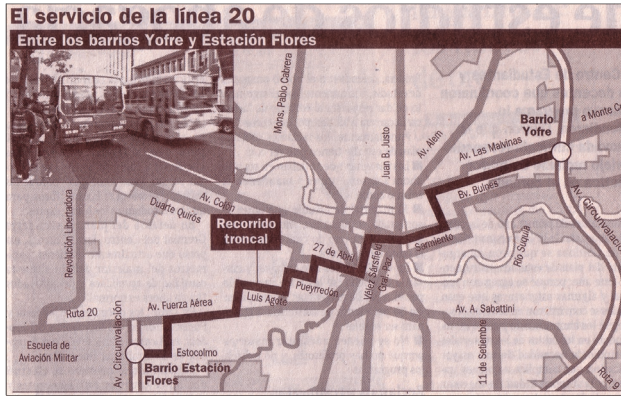 El servicio de la línea 20
Entre los barrios Yofre y Estación Flores
Mons. Pablo Cabrera
Juan B. Justo
Av. Alem
Av. Las Malvinas
Barrio
Yofre
a Monte C
Bv. Bulnes
Av. Circunvalació
Revolución Libertadora
Av. Colón
Duarte Quirós
Recorrido
troncal
27 de Abril
Vélez Sársfield
Gral. Paz
Sarmiento
Río Suquía
Pueyrredón
Luis Agote
Av. Fuerza Aérea
Ruta 20
Av. A. Sabattini
Escuela de
Aviación Militar
Av. Circunvalación
Estocolmo
Barrio Estación
Flores
11 de Setiembre
Ruta 9